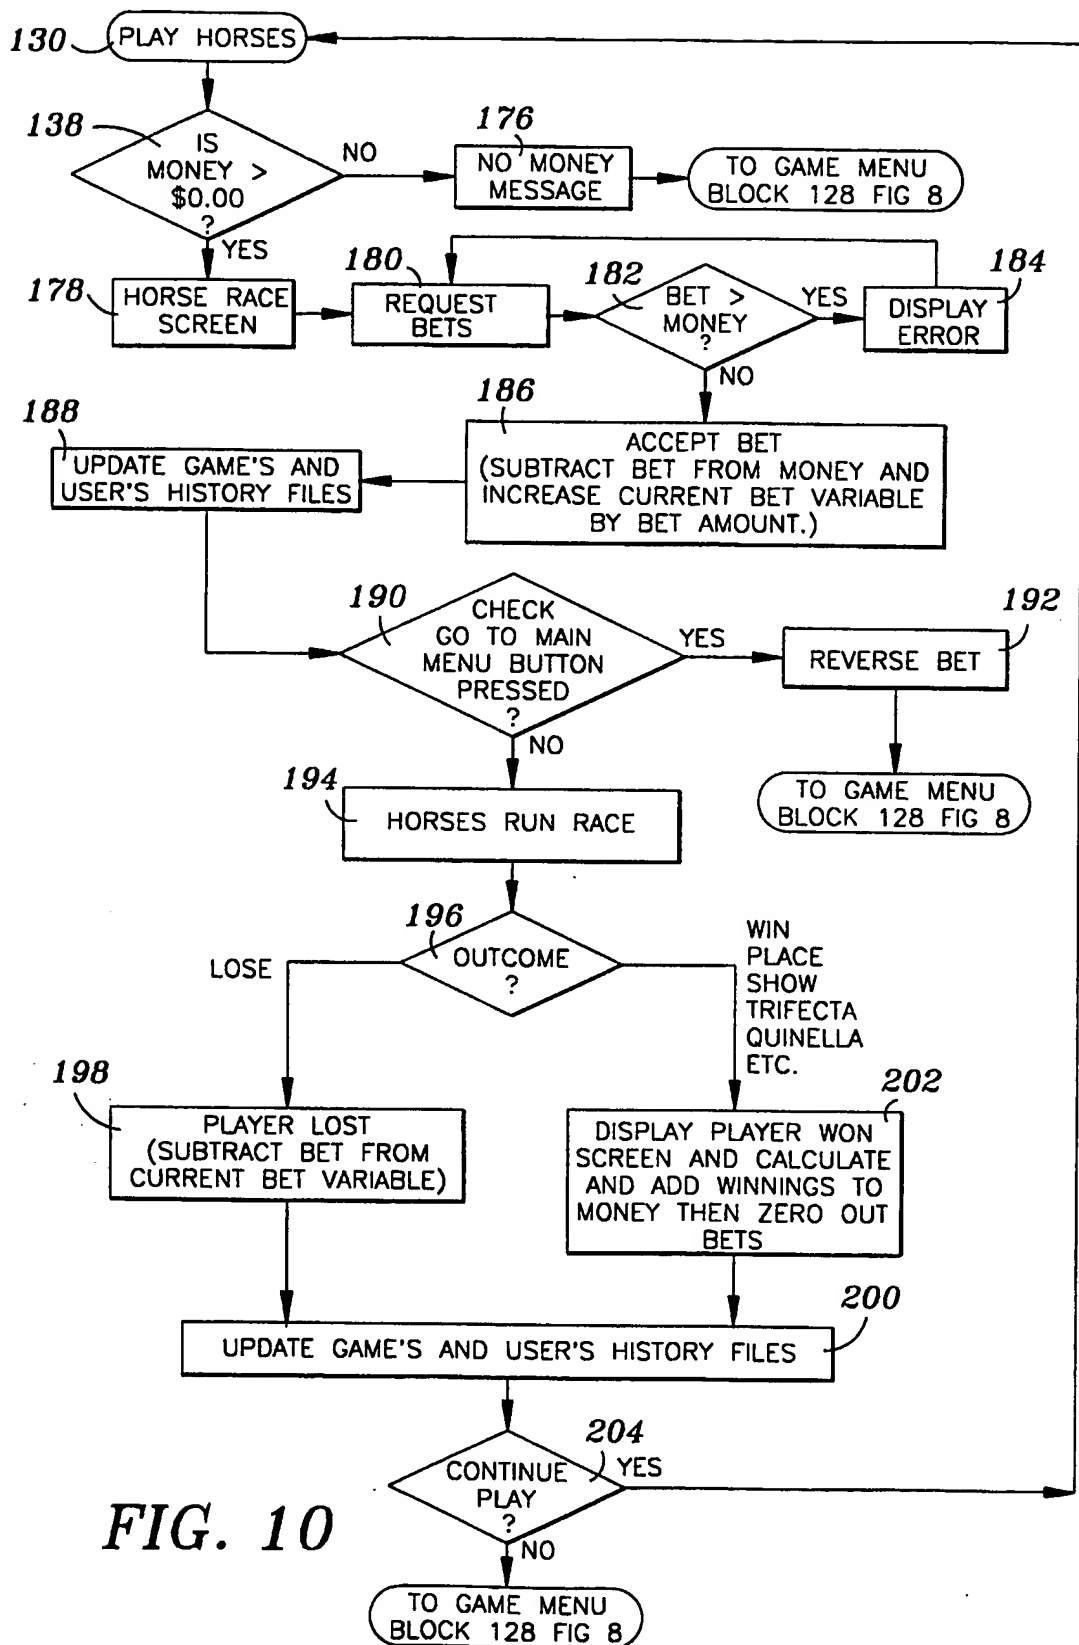 130
PLAY HORSES
138
IS
MONEY >
$0.00
?
NO
YES
176
NO MONEY
MESSAGE
TO GAME MENU
BLOCK 128 FIG 8
178
HORSE RACE
SCREEN
180
REQUEST
BETS
182
BET >
MONEY
?
YES
NO
184
DISPLAY
ERROR
186
ACCEPT BET
(SUBTRACT BET FROM MONEY AND
INCREASE CURRENT BET VARIABLE
BY BET AMOUNT.)
188
UPDATE GAME'S AND
USER'S HISTORY FILES
190
CHECK
GO TO MAIN
MENU BUTTON
PRESSED
?
YES
NO
192
REVERSE BET
TO GAME MENU
BLOCK 128 FIG 8
194
HORSES RUN RACE
196
OUTCOME
?
LOSE
WIN
PLACE
SHOW
TRIFECTA
QUINELLA
ETC.
198
PLAYER LOST
(SUBTRACT BET FROM
CURRENT BET VARIABLE)
202
DISPLAY PLAYER WON
SCREEN AND CALCULATE
AND ADD WINNINGS TO
MONEY THEN ZERO OUT
BETS
200
UPDATE GAME'S AND USER'S HISTORY FILES
204
CONTINUE
PLAY
?
YES
NO
TO GAME MENU
BLOCK 128 FIG 8
FIG. 10